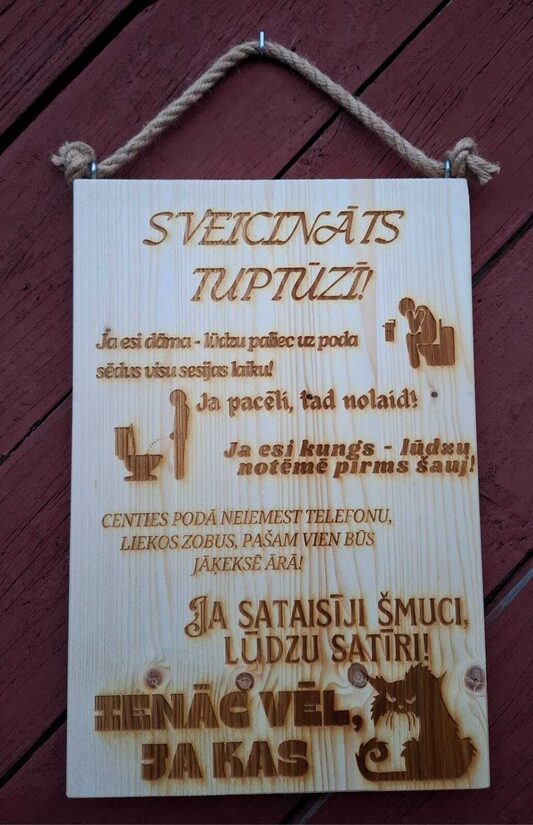 SVEICINĀTS
TUPTŪZĪ!
Ja esi dāma - lūdzu paliec uz poda
sēdus visu sesijas laiku!
Ja pacēli, tad nolaid!
Ja esi kungs - lūdzu
notēmē pirms šauj!
CENTIES PODĀ NEIEMEST TELEFONU,
LIEKOS ZOBUS, PAŠAM VIEN BŪS
JĀĶEKSĒ ĀRĀ!
JA SATAISĪJI ŠMUCI,
LŪDZU SATĪRI!
IENĀC VĒL,
JA KAS